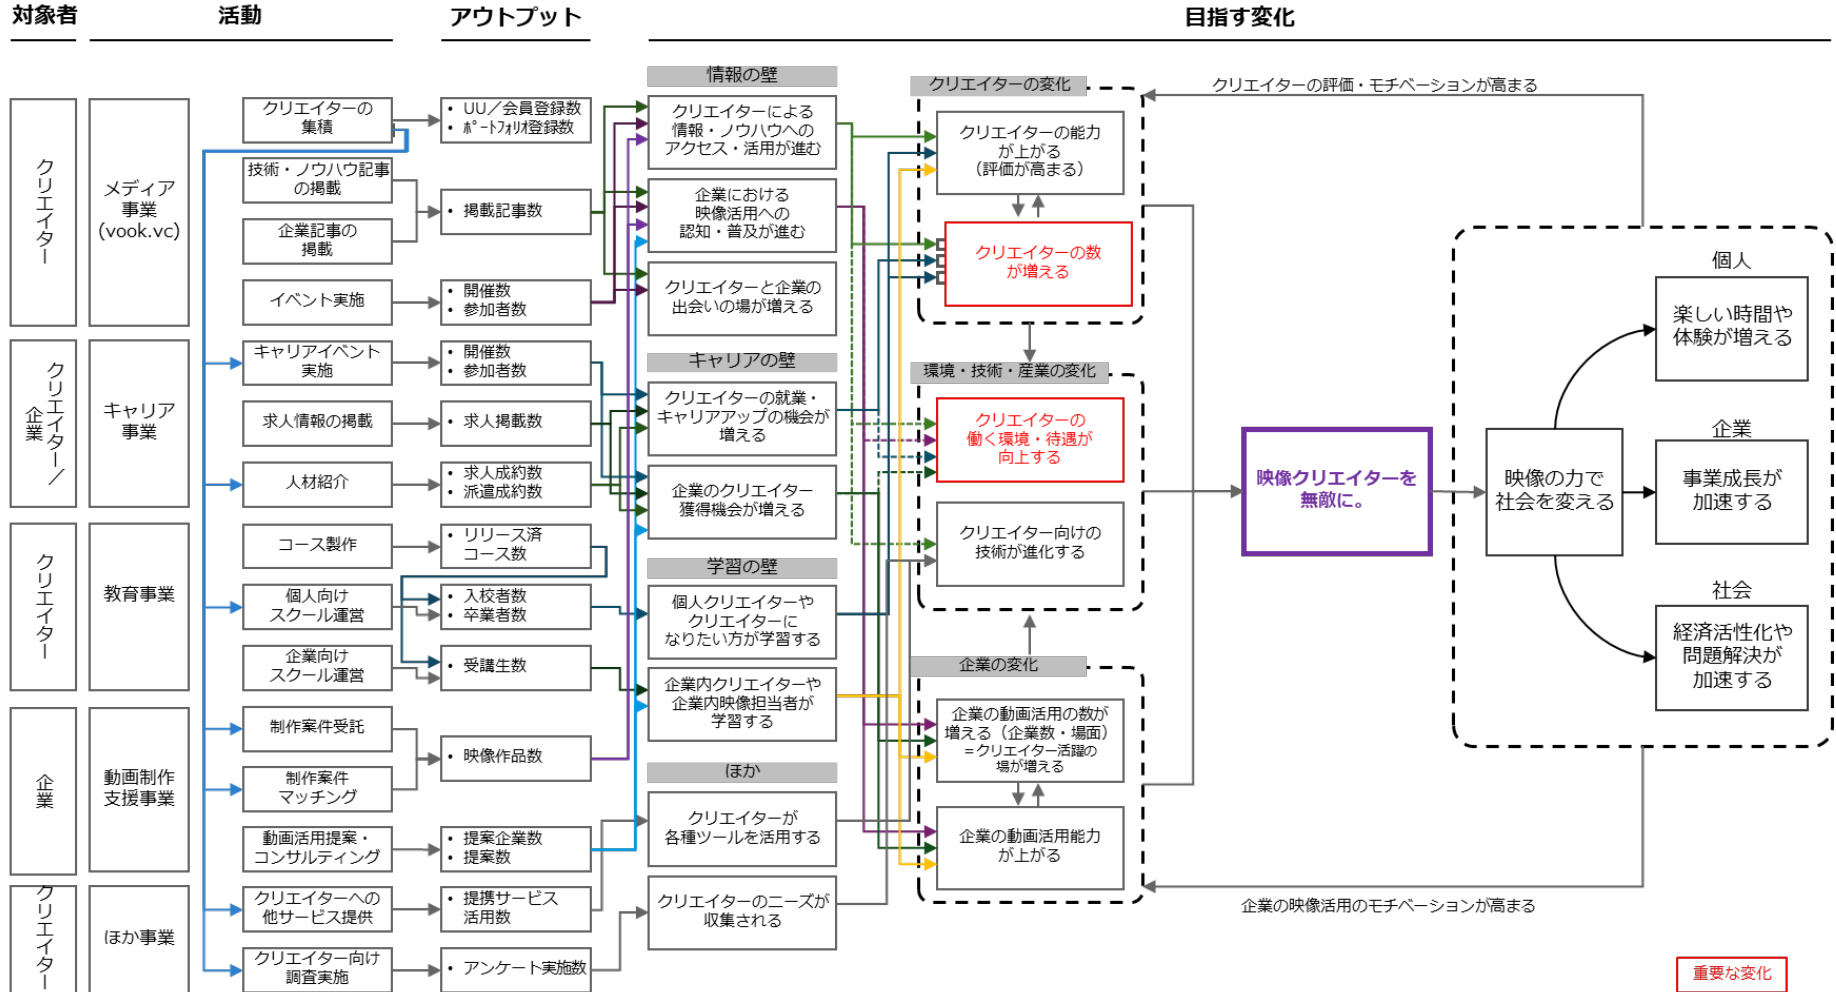 対象者
活動
アウトプット
目指す変化
クリエイター
メディア
事業
(vook.vc)
クリエイターの
集積
技術・ノウハウ記事
の掲載
企業記事の
掲載
イベント実施
・ UU／会員登録数
・ ﾎﾟｰﾄﾌｫﾘｵ登録数
・ 掲載記事数
・ 開催数
・ 参加者数
クリエイター／
企業
キャリア
事業
キャリアイベント
実施
求人情報の掲載
人材紹介
・ 開催数
・ 参加者数
・ 求人掲載数
・ 求人成約数
・ 派遣成約数
クリエイター
教育事業
コース製作
個人向け
スクール運営
企業向け
スクール運営
・ リリース済
コース数
・ 入校者数
・ 卒業者数
・ 受講生数
企業
動画制作
支援事業
制作案件受託
制作案件
マッチング
動画活用提案・
コンサルティング
・ 映像作品数
・ 提案企業数
・ 提案数
クリエイター
ほか事業
クリエイターへの
他サービス提供
クリエイター向け
調査実施
・ 提携サービス
活用数
・ アンケート実施数
情報の壁
クリエイターによる
情報・ノウハウへの
アクセス・活用が進む
企業における
映像活用への
認知・普及が進む
クリエイターと企業の
出会いの場が増える
キャリアの壁
クリエイターの就業・
キャリアアップの機会が
増える
企業のクリエイター
獲得機会が増える
学習の壁
個人クリエイターや
クリエイターに
なりたい方が学習する
企業内クリエイターや
企業内映像担当者が
学習する
ほか
クリエイターが
各種ツールを活用する
クリエイターのニーズが
収集される
クリエイターの変化
クリエイターの能力
が上がる
（評価が高まる）
クリエイターの数
が増える
環境・技術・産業の変化
クリエイターの
働く環境・待遇が
向上する
クリエイター向けの
技術が進化する
企業の変化
企業の動画活用の数が
増える（企業数・場面）
＝クリエイター活躍の
場が増える
企業の動画活用能力
が上がる
クリエイターの評価・モチベーションが高まる
映像クリエイターを
無敵に。
映像の力で
社会を変える
個人
楽しい時間や
体験が増える
企業
事業成長が
加速する
社会
経済活性化や
問題解決が
加速する
企業の映像活用のモチベーションが高まる
重要な変化